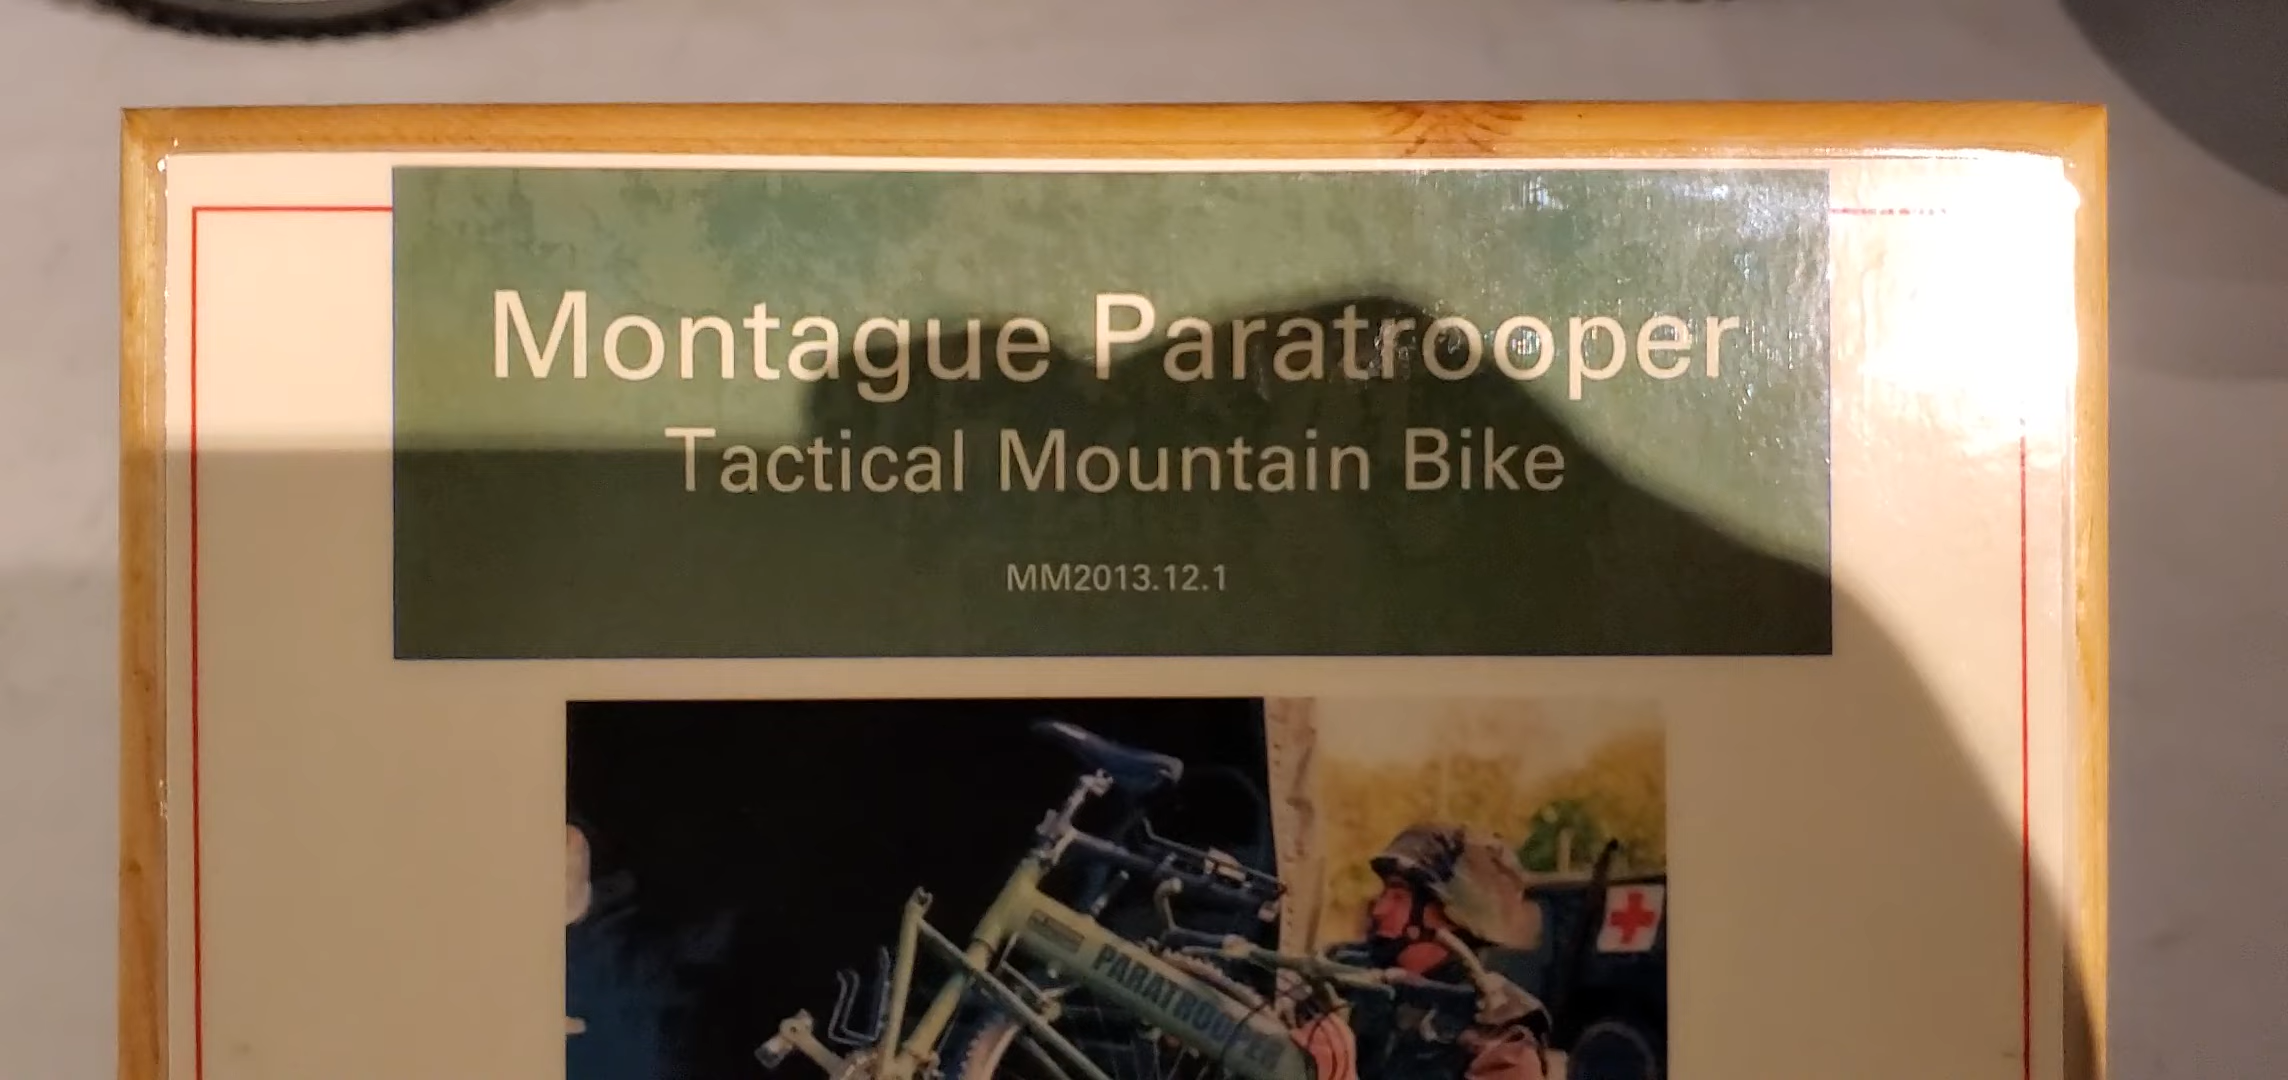 Montague Paratrooper
Tactical Mountain Bike
MM2013.12.1
PARATROOPER